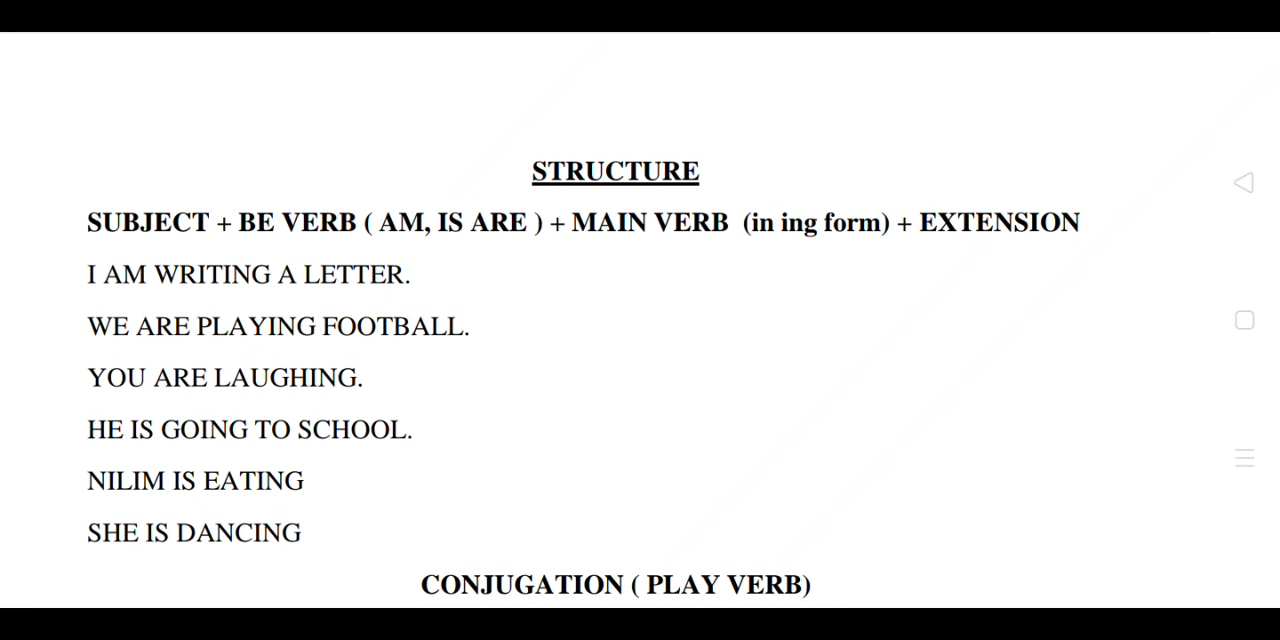 STRUCTURE
SUBJECT + BE VERB ( AM, IS ARE ) + MAIN VERB (in ing form) + EXTENSION
I AM WRITING A LETTER.
WE ARE PLAYING FOOTBALL.
YOU ARE LAUGHING.
HE IS GOING TO SCHOOL.
NILIM IS EATING
SHE IS DANCING
CONJUGATION ( PLAY VERB)